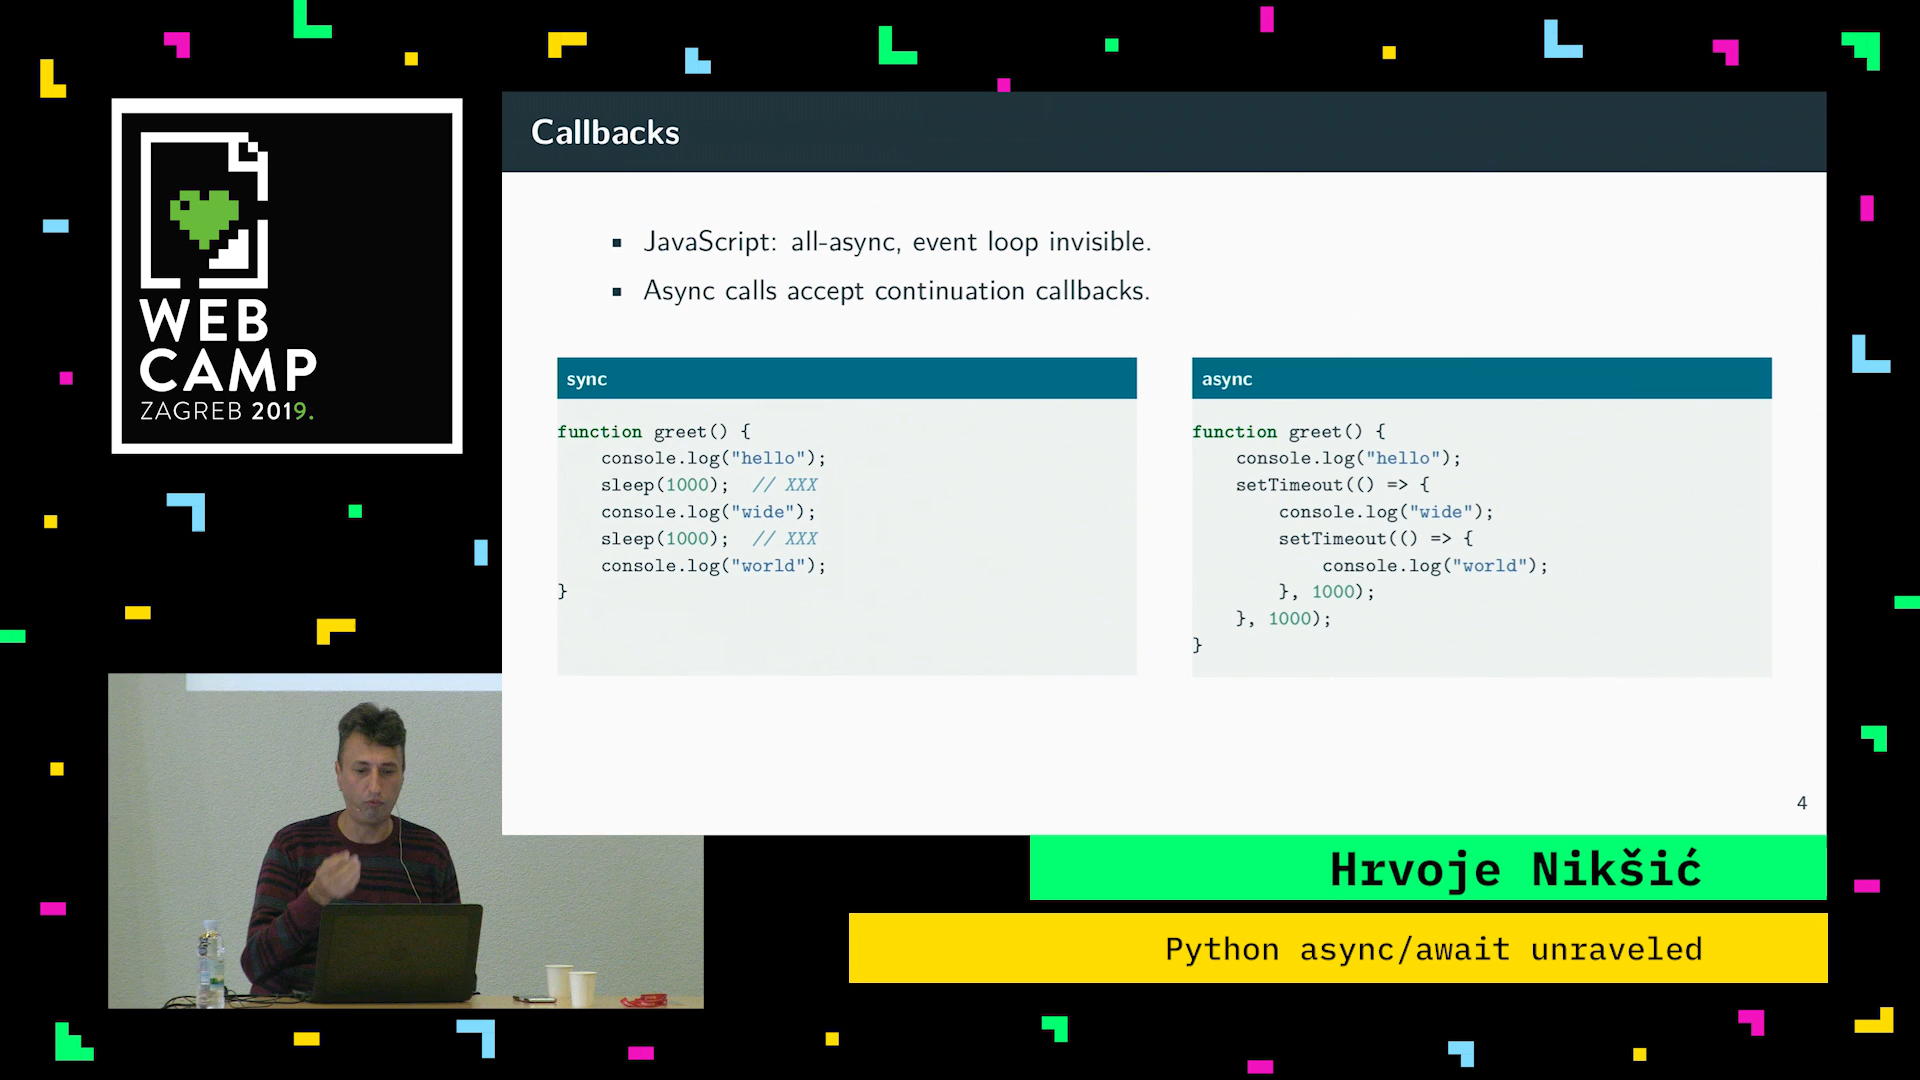 WEB
CAMP
ZAGREB 2019.
Callbacks
JavaScript: all-async, event loop invisible.
Async calls accept continuation callbacks.
sync
function greet() {
    console.log("hello");
    sleep(1000);  // XXX
    console.log("wide");
    sleep(1000);  // XXX
    console.log("world");
}
async
function greet() {
    console.log("hello");
    setTimeout(() => {
        console.log("wide");
        setTimeout(() => {
            console.log("world");
        }, 1000);
    }, 1000);
}
4
Hrvoje Nikšić
Python async/await unraveled